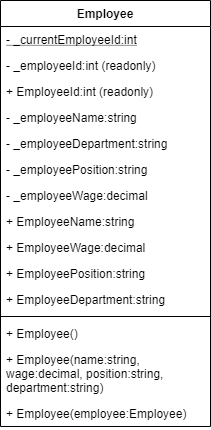 Employee
- _currentEmployeeId:int
- _employeeId:int (readonly)
+ EmployeeId:int (readonly)
- _employeeName:string
- _employeeDepartment:string
- _employeePosition:string
- _employeeWage:decimal
+ EmployeeName:string
+ EmployeeWage:decimal
+ EmployeePosition:string
+ EmployeeDepartment:string
+ Employee()
+ Employee(name:string,
wage:decimal, position:string,
department:string)
+ Employee(employee:Employee)